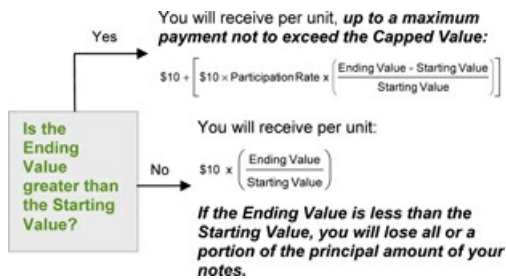 You will receive per unit, up to a maximum
payment not to exceed the Capped Value:
Yes
$10 + [$10 × Participation Rate x (Ending Value - Starting Value / Starting Value)]
Is the
Ending
Value
greater than
the Starting
Value?
You will receive per unit:
No
$10 x (Ending Value / Starting Value)
If the Ending Value is less than the
Starting Value, you will lose all or a
portion of the principal amount of your
notes.